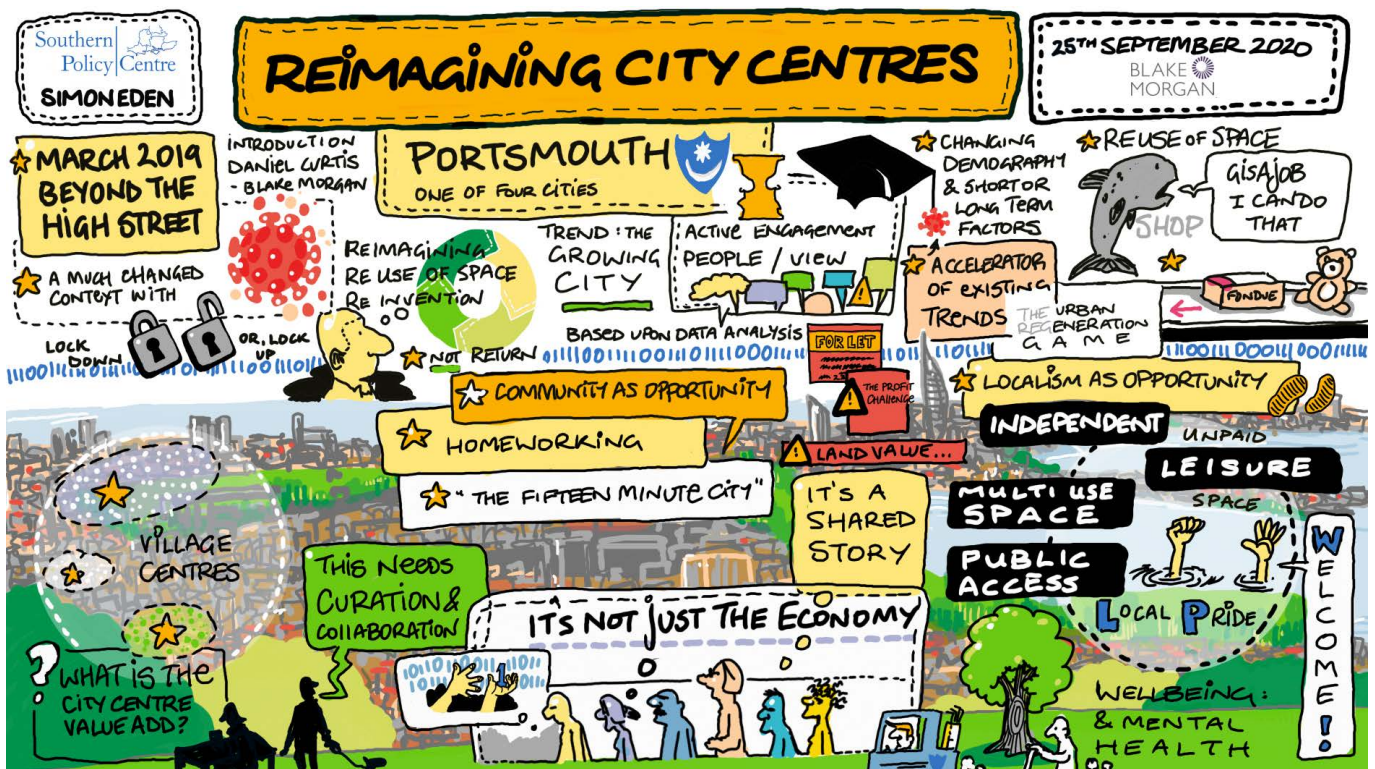 Southern
Policy Centre
SIMON EDEN
REIMAGINING CITY CENTRES
25TH SEPTEMBER 2020
BLAKE
MORGAN
MARCH 2019
BEYOND THE
HIGH STREET
INTRODUCTION
DANIEL CURTIS
- BLAKE MORGAN
A MUCH CHANGED
CONTEXT WITH
LOCK
DOWN
OR, LOCK
UP
REIMAGINING
RE USE OF SPACE
RE INVENTION
NOT RETURN
PORTSMOUTH
ONE OF FOUR CITIES
TREND: THE
GROWING
CITY
ACTIVE ENGAGEMENT
PEOPLE / VIEW
BASED UPON DATA ANALYSIS
CHANGING
DEMOGRAPHY
& SHORT OR
LONG TERM
FACTORS
ACCELERATOR
OF EXISTING
TRENDS
REUSE OF SPACE
SHOP
GISAJOB
I CAN DO
THAT
FONDUE
THE URBAN
REGENERATION
GAME
FOR LET
THE PROFIT
CHALLENGE
LAND VALUE...
COMMUNITY AS OPPORTUNITY
HOMEWORKING
"THE FIFTEEN MINUTE CITY"
LOCALISM AS OPPORTUNITY
INDEPENDENT
UNPAID
LEISURE
SPACE
MULTI USE
SPACE
PUBLIC
ACCESS
LOCAL PRIDE
WELCOME!
VILLAGE
CENTRES
THIS NEEDS
CURATION &
COLLABORATION
IT'S A
SHARED
STORY
IT'S NOT JUST THE ECONOMY
? WHAT IS THE
CITY CENTRE
VALUE ADD?
WELLBEING:
& MENTAL
HEALTH